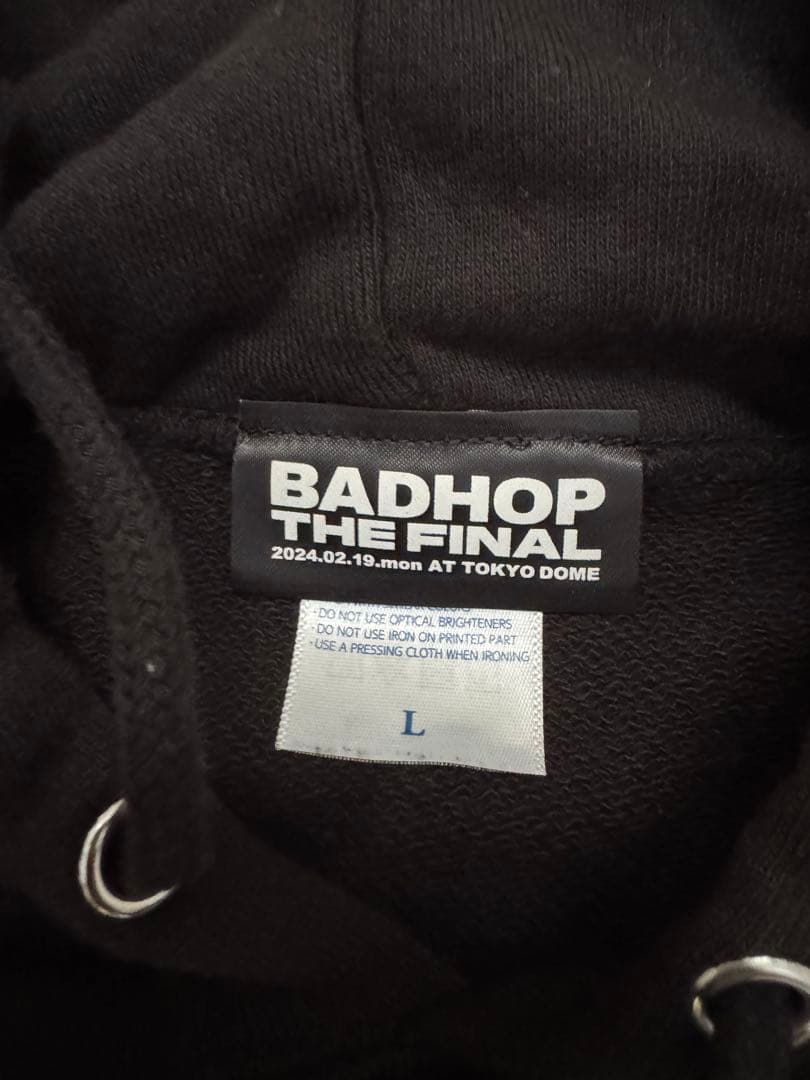 BADHOP
THE FINAL
2024.02.19.mon AT TOKYO DOME
· DO NOT USE OPTICAL BRIGHTENERS
· DO NOT USE IRON ON PRINTED PART
· USE A PRESSING CLOTH WHEN IRONING
L